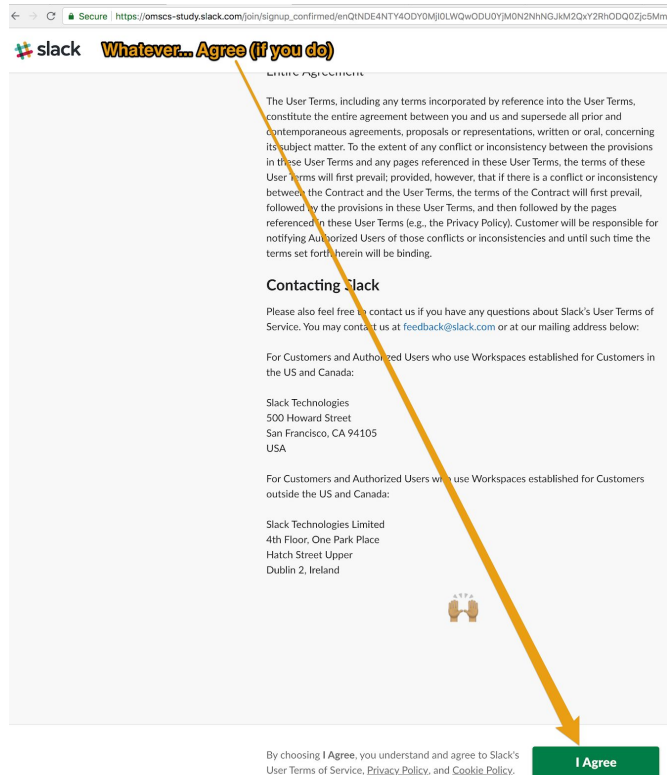 Secure | https://omscs-study.slack.com/join/signup_confirmed/enQtNDE4NTY4ODY0MjI0LWQwODU0YjM0N2NhNGJkM2QxY2RhODQ0Zjc5Mm
slack Whatever... Agree (if you do)
Entire Agreement
The User Terms, including any terms incorporated by reference into the User Terms,
constitute the entire agreement between you and us and supersede all prior and
contemporaneous agreements, proposals or representations, written or oral, concerning
its subject matter. To the extent of any conflict or inconsistency between the provisions
in these User Terms and any pages referenced in these User Terms, the terms of these
User Terms will first prevail; provided, however, that if there is a conflict or inconsistency
between the Contract and the User Terms, the terms of the Contract will first prevail,
followed by the provisions in these User Terms, and then followed by the pages
referenced in these User Terms (e.g., the Privacy Policy). Customer will be responsible for
notifying Authorized Users of those conflicts or inconsistencies and until such time the
terms set forth herein will be binding.
Contacting Slack
Please also feel free to contact us if you have any questions about Slack's User Terms of
Service. You may contact us at feedback@slack.com or at our mailing address below:
For Customers and Authorized Users who use Workspaces established for Customers in
the US and Canada:
Slack Technologies
500 Howard Street
San Francisco, CA 94105
USA
For Customers and Authorized Users who use Workspaces established for Customers
outside the US and Canada:
Slack Technologies Limited
4th Floor, One Park Place
Hatch Street Upper
Dublin 2, Ireland
By choosing I Agree, you understand and agree to Slack's
User Terms of Service, Privacy Policy, and Cookie Policy.
I Agree